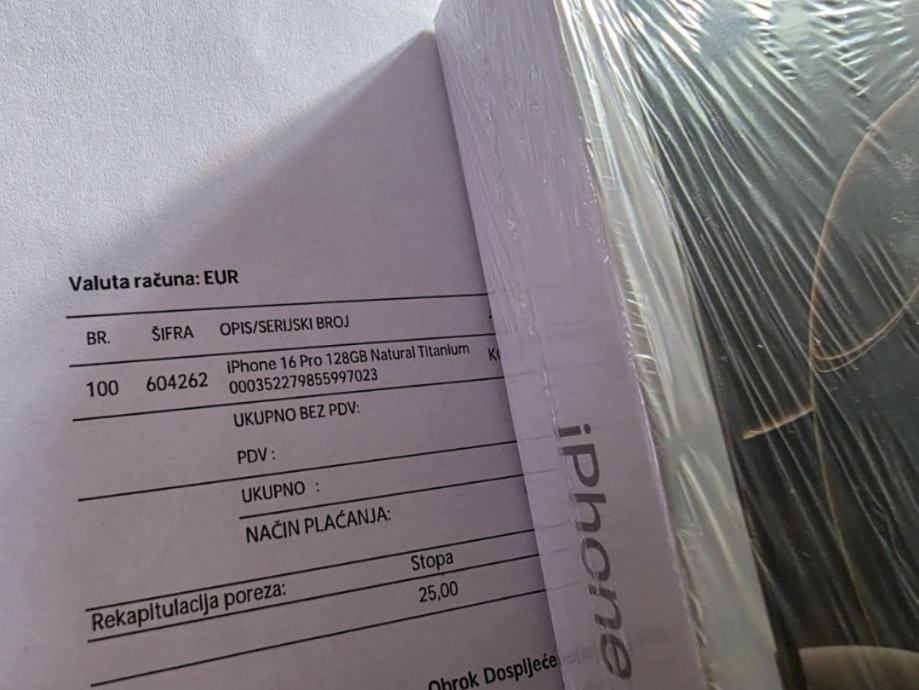 Valuta računa: EUR
BR. ŠIFRA OPIS/SERIJSKI BROJ
100 604262 iPhone 16 Pro 128GB Natural Titanium
000352279855997023
UKUPNO BEZ PDV:
PDV :
UKUPNO :
NAČIN PLAĆANJA:
Stopa
Rekapitulacija poreza: 25,00
Obrok Dospijeće
iPhone